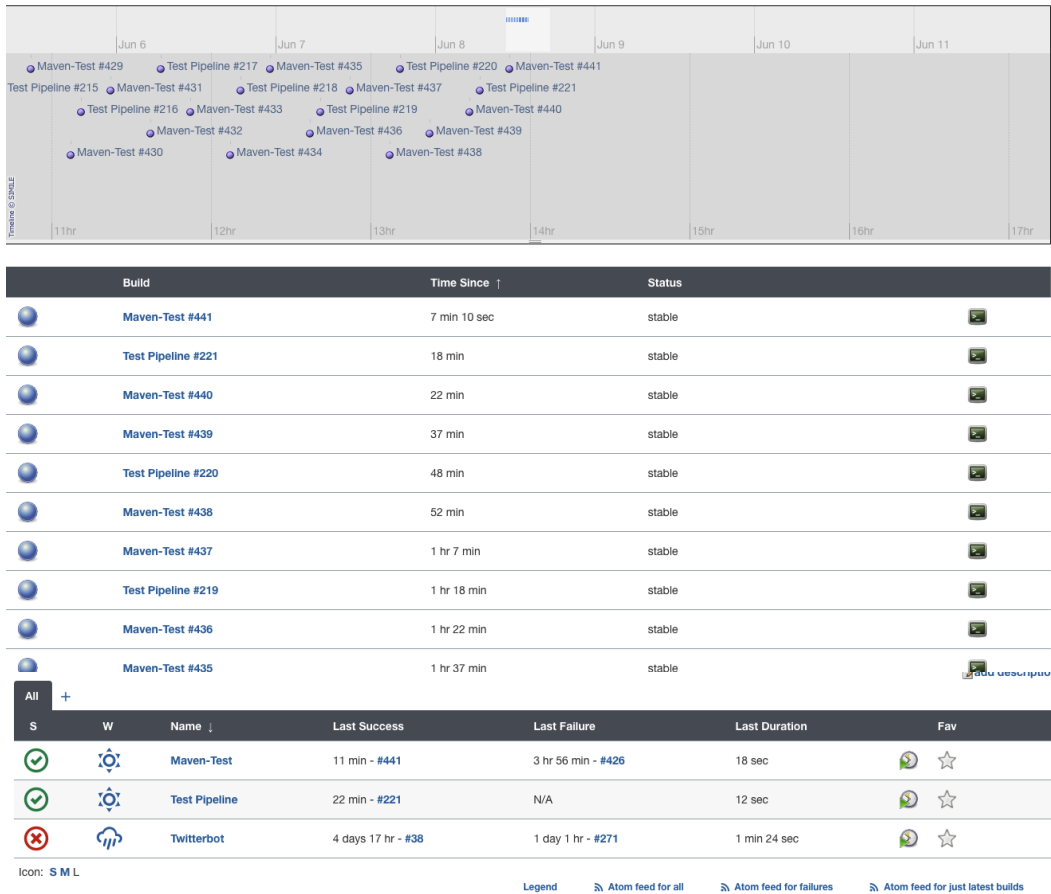 Jun 6 Jun 7 Jun 8 Jun 9 Jun 10 Jun 11
Maven-Test #429 Test Pipeline #217 Maven-Test #435 Test Pipeline #220 Maven-Test #441
Test Pipeline #215 Maven-Test #431 Test Pipeline #218 Maven-Test #437 Test Pipeline #221
Test Pipeline #216 Maven-Test #433 Test Pipeline #219 Maven-Test #440
Maven-Test #432 Maven-Test #436 Maven-Test #439
Maven-Test #430 Maven-Test #434 Maven-Test #438
Timeline © SIMILE
11hr 12hr 13hr 14hr 15hr 16hr 17hr
Build Time Since ↑ Status
Maven-Test #441 7 min 10 sec stable
Test Pipeline #221 18 min stable
Maven-Test #440 22 min stable
Maven-Test #439 37 min stable
Test Pipeline #220 48 min stable
Maven-Test #438 52 min stable
Maven-Test #437 1 hr 7 min stable
Test Pipeline #219 1 hr 18 min stable
Maven-Test #436 1 hr 22 min stable
Maven-Test #435 1 hr 37 min stable
add descriptio
All +
S W Name ↓ Last Success Last Failure Last Duration Fav
Maven-Test 11 min - #441 3 hr 56 min - #426 18 sec
Test Pipeline 22 min - #221 N/A 12 sec
Twitterbot 4 days 17 hr - #38 1 day 1 hr - #271 1 min 24 sec
Icon: S M L
Legend Atom feed for all Atom feed for failures Atom feed for just latest builds